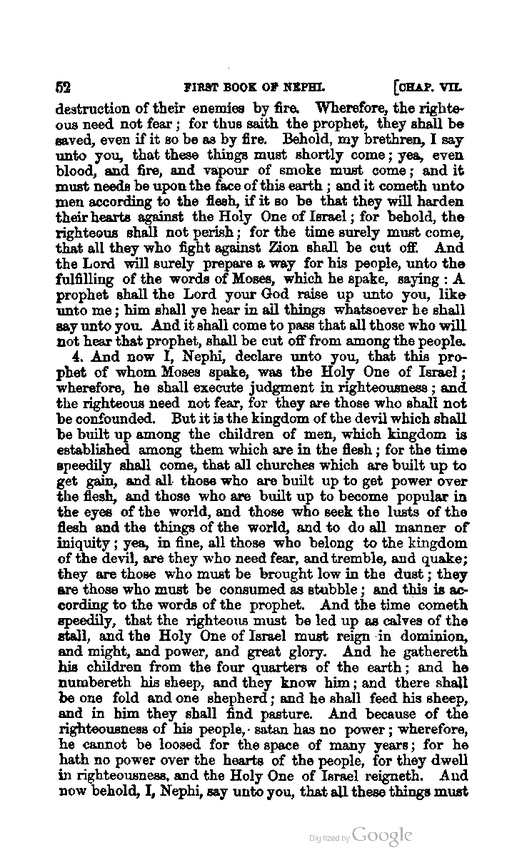 52 FIRST BOOK OF NEPHI. [CHAP. VII.
destruction of their enemies by fire. Wherefore, the righte-
ous need not fear; for thus saith the prophet, they shall be
saved, even if it so be as by fire. Behold, my brethren, I say
unto you, that these things must shortly come; yea, even
blood, and fire, and vapour of smoke must come; and it
must needs be upon the face of this earth; and it cometh unto
men according to the flesh, if it so be that they will harden
their hearts against the Holy One of Israel; for behold, the
righteous shall not perish; for the time surely must come,
that all they who fight against Zion shall be cut off. And
the Lord will surely prepare a way for his people, unto the
fulfilling of the words of Moses, which he spake, saying: A
prophet shall the Lord your God raise up unto you, like
unto me; him shall ye hear in all things whatsoever he shall
say unto you. And it shall come to pass that all those who will
not hear that prophet, shall be cut off from among the people.
4. And now I, Nephi, declare unto you, that this pro-
phet of whom Moses spake, was the Holy One of Israel;
wherefore, he shall execute judgment in righteousness; and
the righteous need not fear, for they are those who shall not
be confounded. But it is the kingdom of the devil which shall
be built up among the children of men, which kingdom is
established among them which are in the flesh; for the time
speedily shall come, that all churches which are built up to
get gain, and all those who are built up to get power over
the flesh, and those who are built up to become popular in
the eyes of the world, and those who seek the lusts of the
flesh and the things of the world, and to do all manner of
iniquity; yea, in fine, all those who belong to the kingdom
of the devil, are they who need fear, and tremble, and quake;
they are those who must be brought low in the dust; they
are those who must be consumed as stubble; and this is ac-
cording to the words of the prophet. And the time cometh
speedily, that the righteous must be led up as calves of the
stall, and the Holy One of Israel must reign in dominion,
and might, and power, and great glory. And he gathereth
his children from the four quarters of the earth; and he
numbereth his sheep, and they know him; and there shall
be one fold and one shepherd; and he shall feed his sheep,
and in him they shall find pasture. And because of the
righteousness of his people, satan has no power; wherefore,
he cannot be loosed for the space of many years; for he
hath no power over the hearts of the people, for they dwell
in righteousness, and the Holy One of Israel reigneth. And
now behold, I, Nephi, say unto you, that all these things must
Digitized by Google